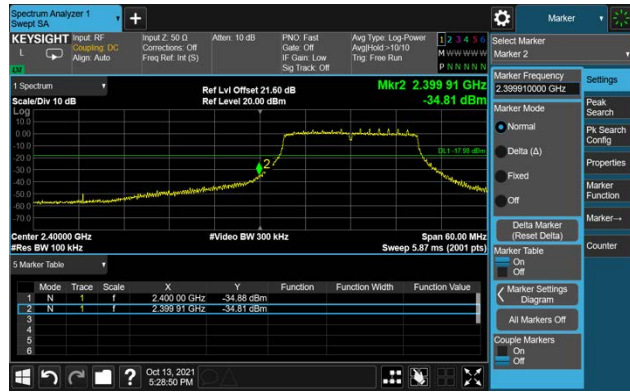 Spectrum Analyzer 1
Swept SA
Marker
KEYSIGHT
L
Input: RF
Coupling: DC
Align: Auto
Input Z: 50 Ω
Corrections: Off
Freq Ref: Int (S)
Atten: 10 dB
PNO: Fast
Gate: Off
IF Gain: Low
Sig Track: Off
Avg Type: Log-Power
Avg|Hold:>10/10
Trig: Free Run
1 2 3 4 5 6
M W W W W W
P N N N N N
Select Marker
Marker 2
1 Spectrum
Scale/Div 10 dB
Log
Ref Lvl Offset 21.60 dB
Ref Level 20.00 dBm
Mkr2 2.399 91 GHz
-34.81 dBm
10.0
0.00
-10.0
-20.0
-30.0
-40.0
-50.0
-60.0
-70.0
2
DL1 -17.98 dBm
Center 2.40000 GHz
#Res BW 100 kHz
#Video BW 300 kHz
Span 60.00 MHz
Sweep 5.87 ms (2001 pts)
5 Marker Table
Mode Trace Scale X Y Function Function Width Function Value
1 N 1 f 2.400 00 GHz -34.88 dBm
2 N 1 f 2.399 91 GHz -34.81 dBm
3
4
5
6
Marker Frequency
2.399910000 GHz
Marker Mode
Normal
Delta (Δ)
Fixed
Off
Delta Marker
(Reset Delta)
Marker Table
On
Off
Marker Settings
Diagram
All Markers Off
Couple Markers
On
Off
Settings
Peak
Search
Pk Search
Config
Properties
Marker
Function
Marker→
Counter
?
Oct 13, 2021
5:28:50 PM